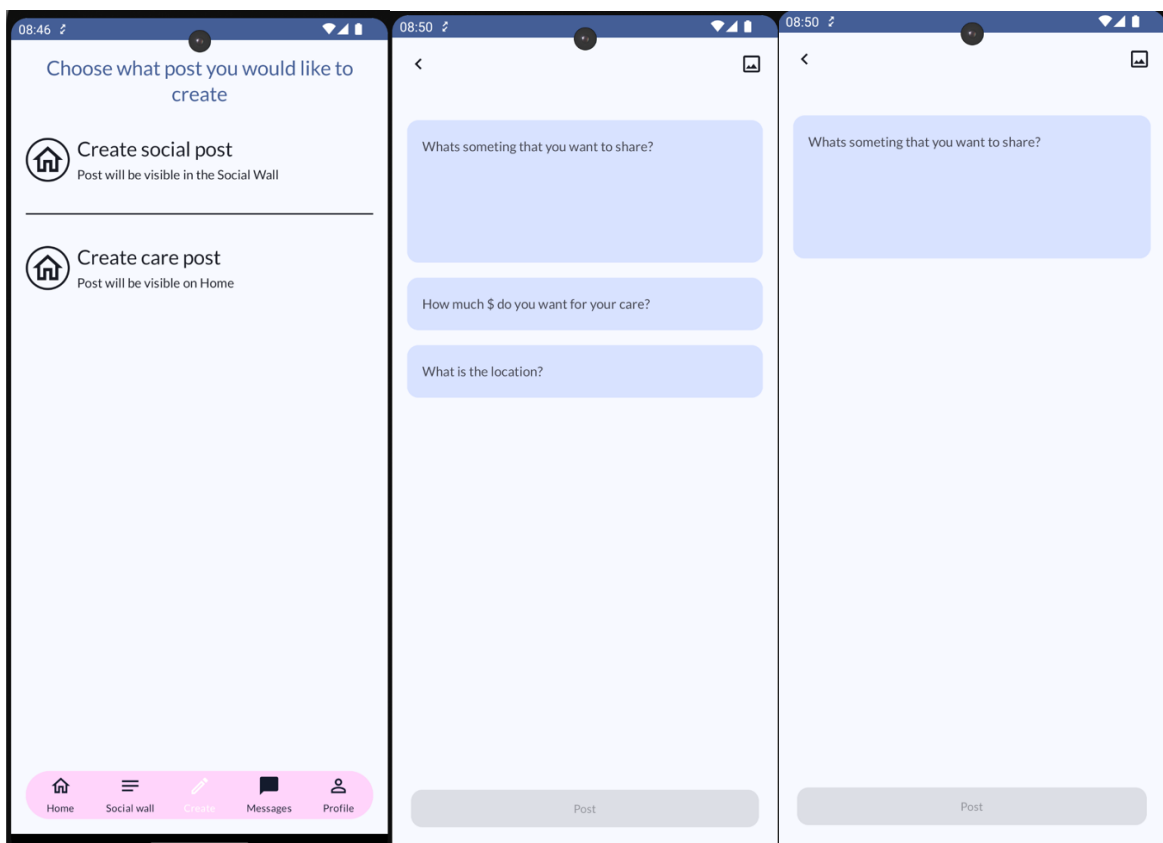 08:46
Choose what post you would like to
create
Create social post
Post will be visible in the Social Wall
Create care post
Post will be visible on Home
Home
Social wall
Create
Messages
Profile
08:50
Whats someting that you want to share?
How much $ do you want for your care?
What is the location?
Post
08:50
Whats someting that you want to share?
Post